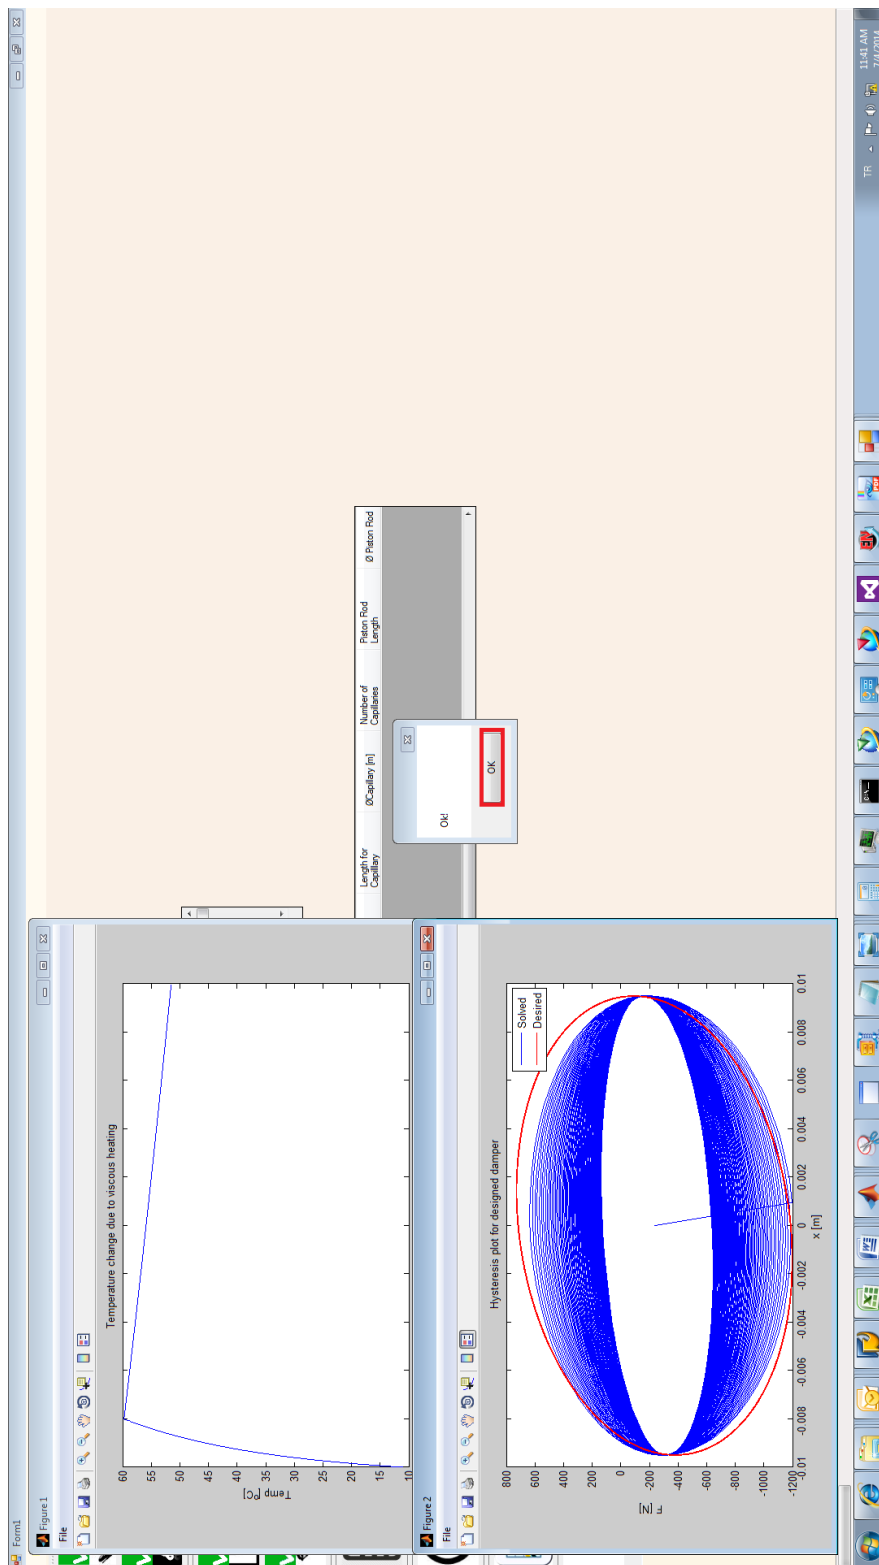 Form1
Figure 1
File
Temperature change due to viscous heating
60
55
50
45
40
35
30
25
20
15
10
Temp [ºC]
Figure 2
File
Hysteresis plot for designed damper
Solved
Desired
800
600
400
200
0
-200
-400
-600
-800
-1000
-1200
F [N]
-0.01
-0.008
-0.006
-0.004
-0.002
0
0.002
0.004
0.006
0.008
0.01
x [m]
Length for
Capillary
ØCapillary [m]
Number of
Capillaries
Piston Rod
Length
Ø Piston Rod
Ok!
OK
TR
11:41 AM
7/4/2014